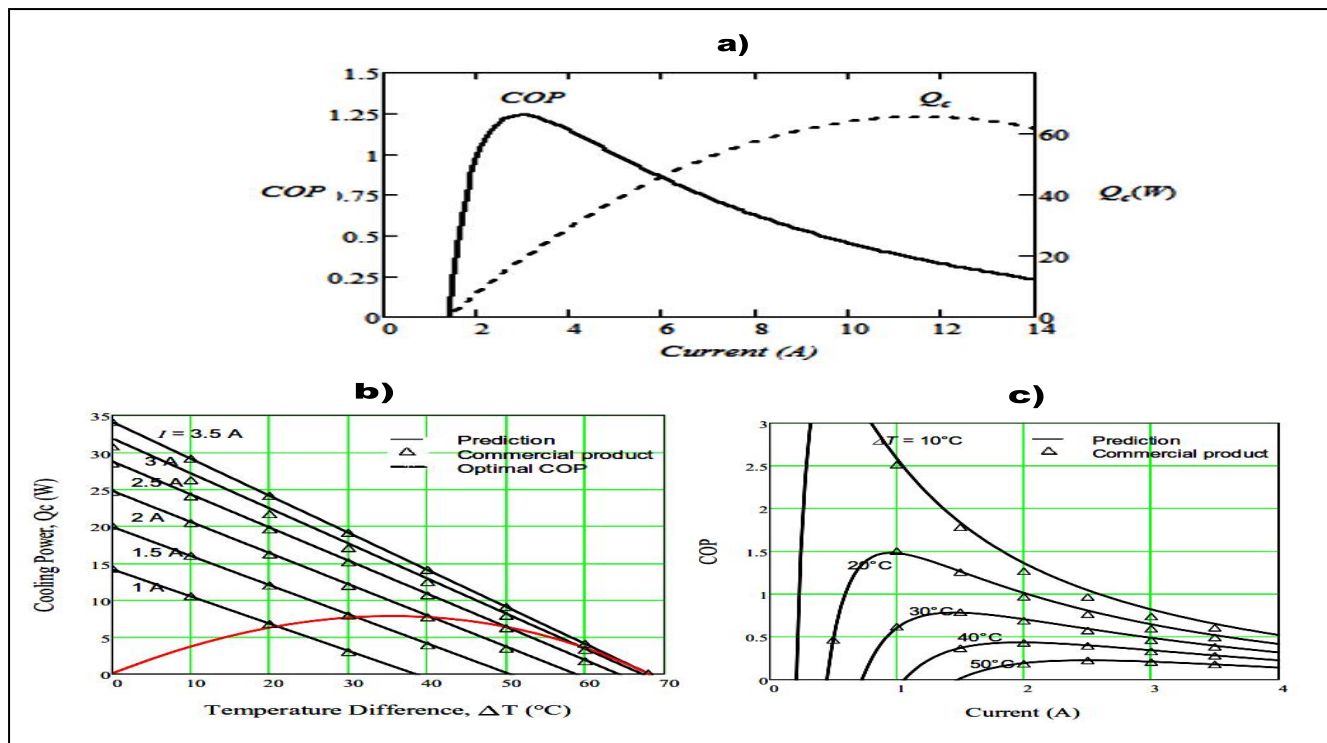 a)
1.5
COP
Q_c
1.25
60
1
COP
0.75
40
Q_c(W)
0.5
20
0.25
0
0
0 2 4 6 8 10 12 14
Current (A)
b)
35
I = 3.5 A
Prediction
30
3 A
Commercial product
Optimal COP
25
2.5 A
20
2 A
15
1.5 A
10
1 A
5
0
0 10 20 30 40 50 60 70
Cooling Power, Qc (W)
Temperature Difference, ΔT (°C)
c)
3
T = 10°C
Prediction
Commercial product
2.5
2
1.5
20°C
1
30°C
0.5
40°C
50°C
0
0 1 2 3 4
COP
Current (A)